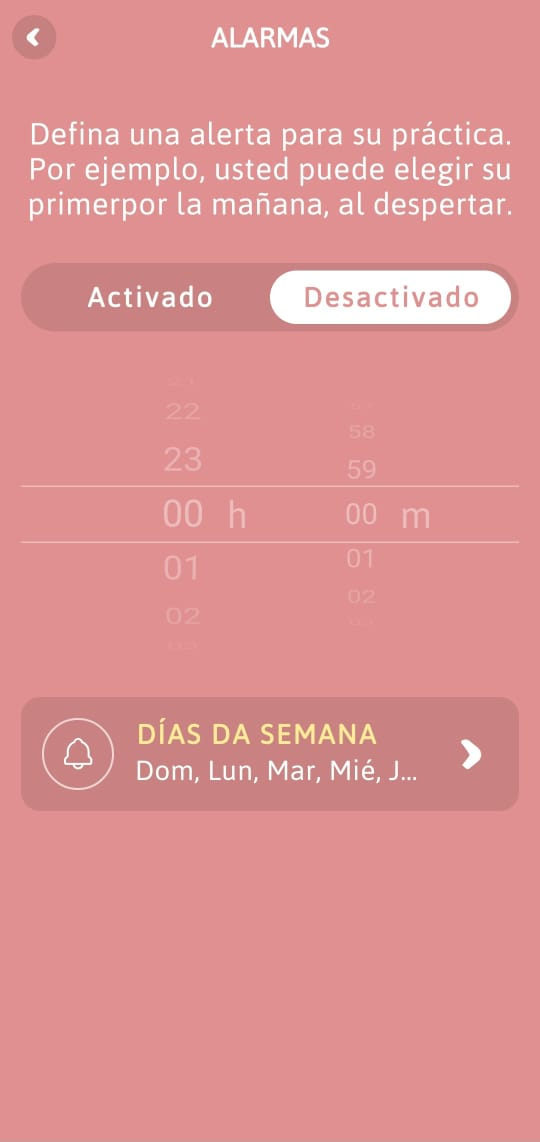 ALARMAS
Defina una alerta para su práctica.
Por ejemplo, usted puede elegir su
primerpor la mañana, al despertar.
Activado Desactivado
22
58
23
59
00 h 00 m
01 01
02 02
DÍAS DA SEMANA
Dom, Lun, Mar, Mié, J...